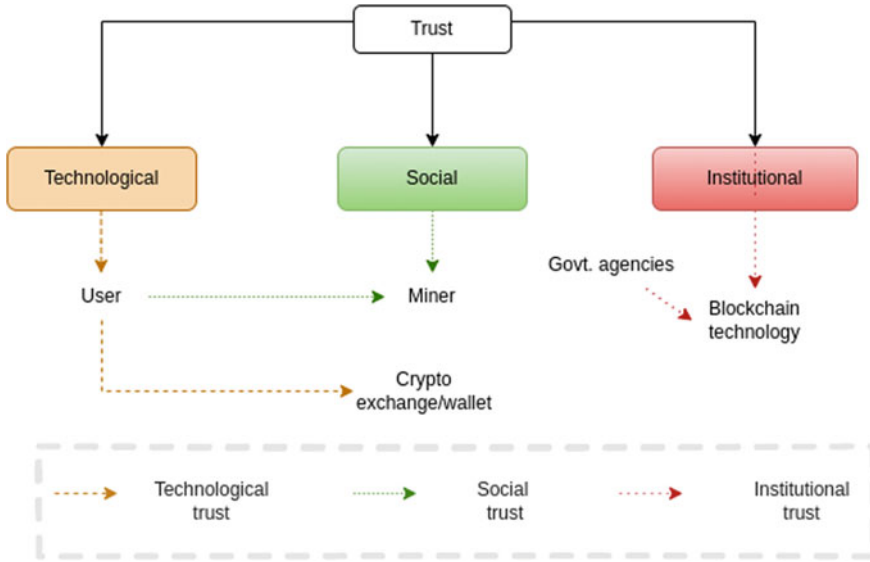 Trust
Technological
Social
Institutional
Govt. agencies
User
Miner
Blockchain
technology
Crypto
exchange/wallet
Technological
trust
Social
trust
Institutional
trust